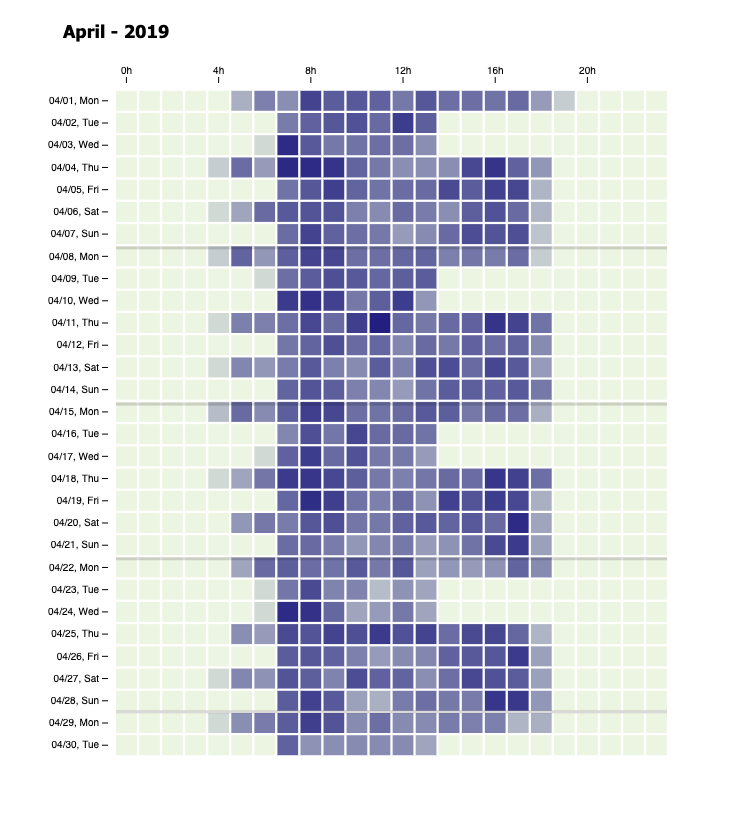 April - 2019
0h 4h 8h 12h 16h 20h
04/01, Mon
04/02, Tue
04/03, Wed
04/04, Thu
04/05, Fri
04/06, Sat
04/07, Sun
04/08, Mon
04/09, Tue
04/10, Wed
04/11, Thu
04/12, Fri
04/13, Sat
04/14, Sun
04/15, Mon
04/16, Tue
04/17, Wed
04/18, Thu
04/19, Fri
04/20, Sat
04/21, Sun
04/22, Mon
04/23, Tue
04/24, Wed
04/25, Thu
04/26, Fri
04/27, Sat
04/28, Sun
04/29, Mon
04/30, Tue